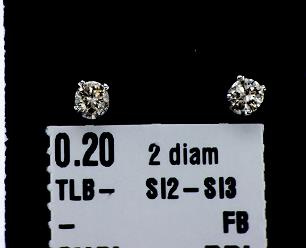 0.20 2 diam
TLB- SI2-SI3
- FB